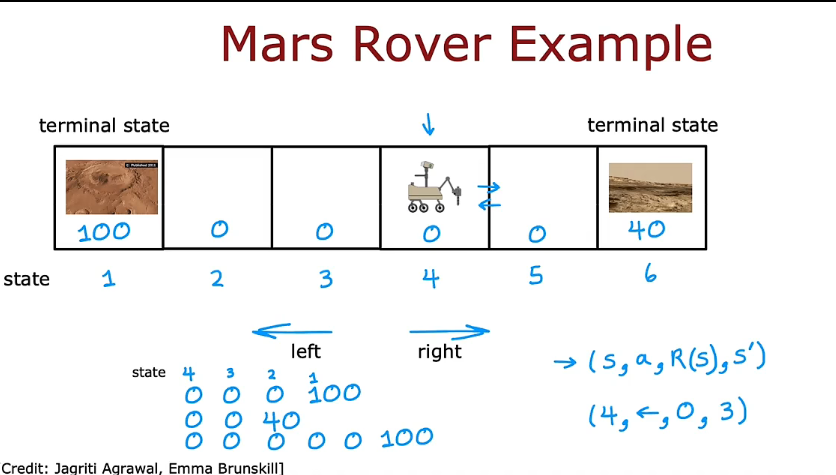 Mars Rover Example
terminal state
terminal state
↓
→
←
100 0 0 0 0 40
state 1 2 3 4 5 6
← →
left right
→ (s, a, R(s), s')
(4, ←, 0, 3)
state 4 3 2 1
0 0 0 100
0 0 40
0 0 0 0 0 100
[Credit: Jagriti Agrawal, Emma Brunskill]